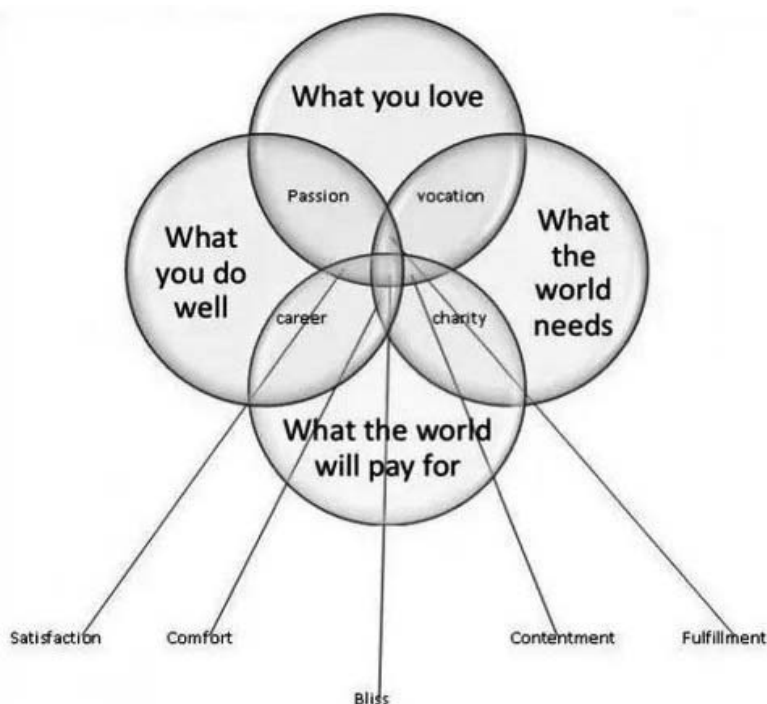 What you love
Passion
vocation
What
you do
well
What
the
world
needs
career
charity
What the world
will pay for
Satisfaction
Comfort
Contentment
Fulfillment
Bliss